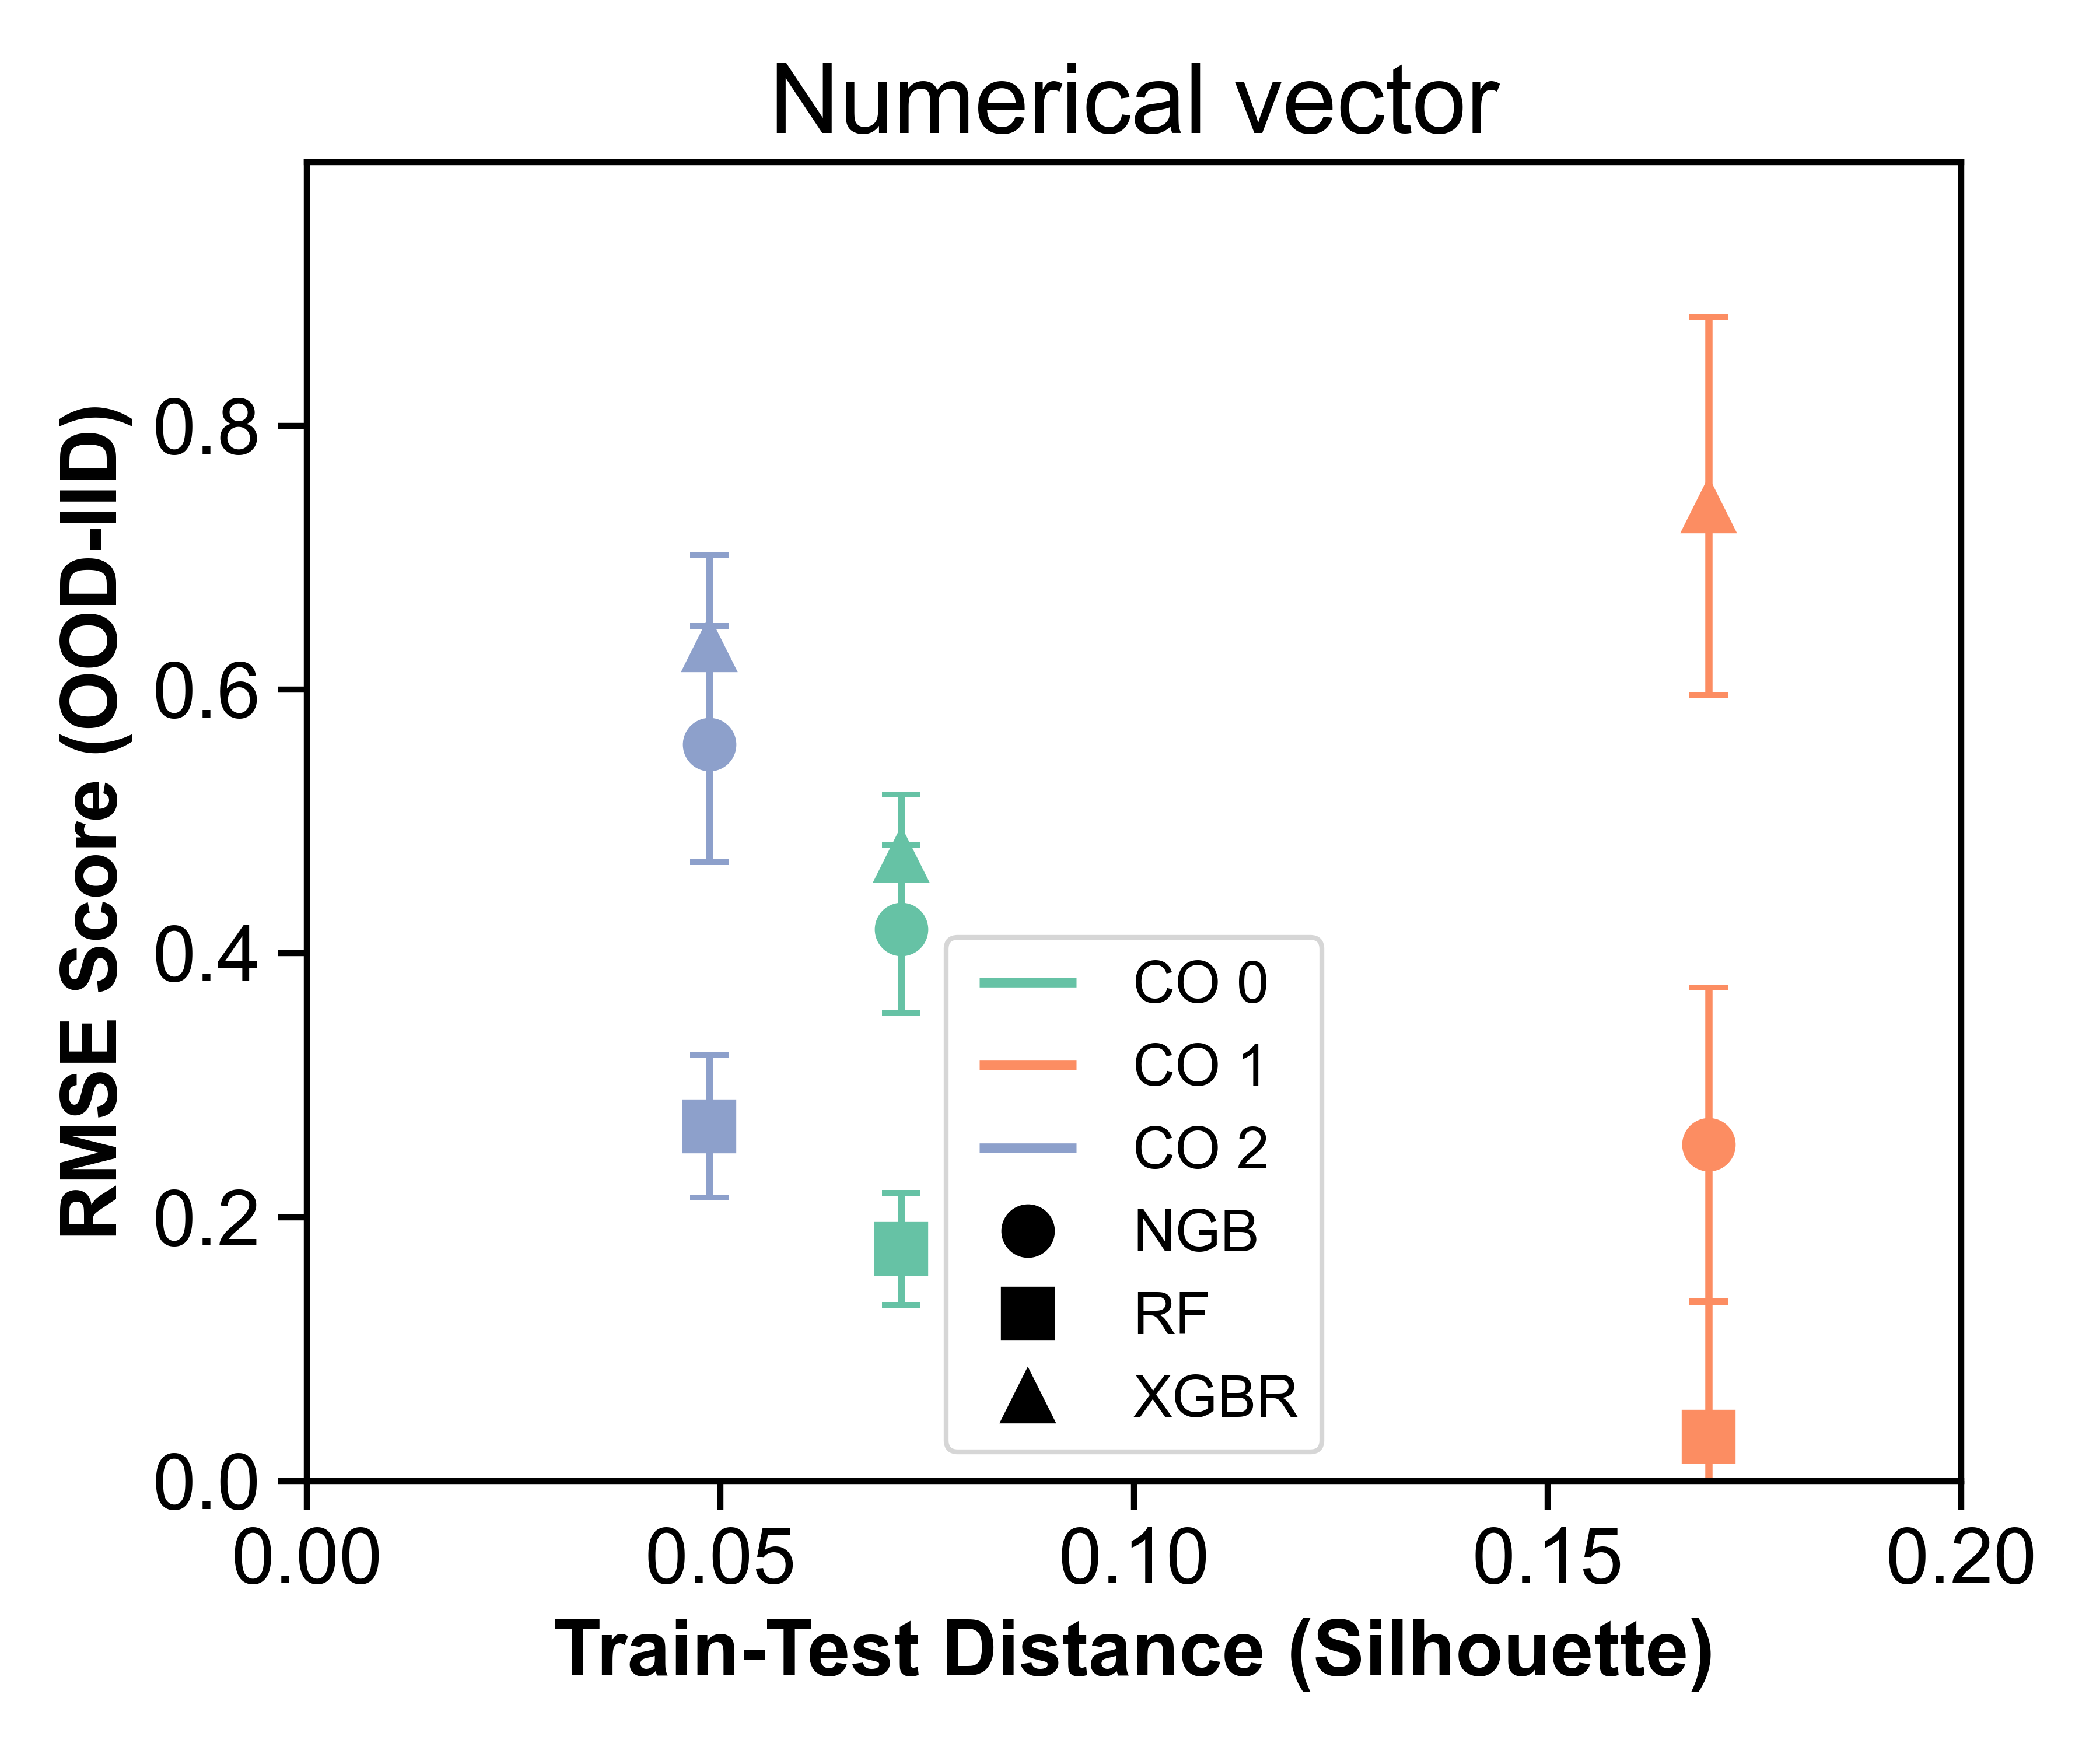 Numerical vector
RMSE Score (OOD-IID)
0.8
0.6
0.4
0.2
0.0
CO 0
CO 1
CO 2
NGB
RF
XGBR
0.00 0.05 0.10 0.15 0.20
Train-Test Distance (Silhouette)